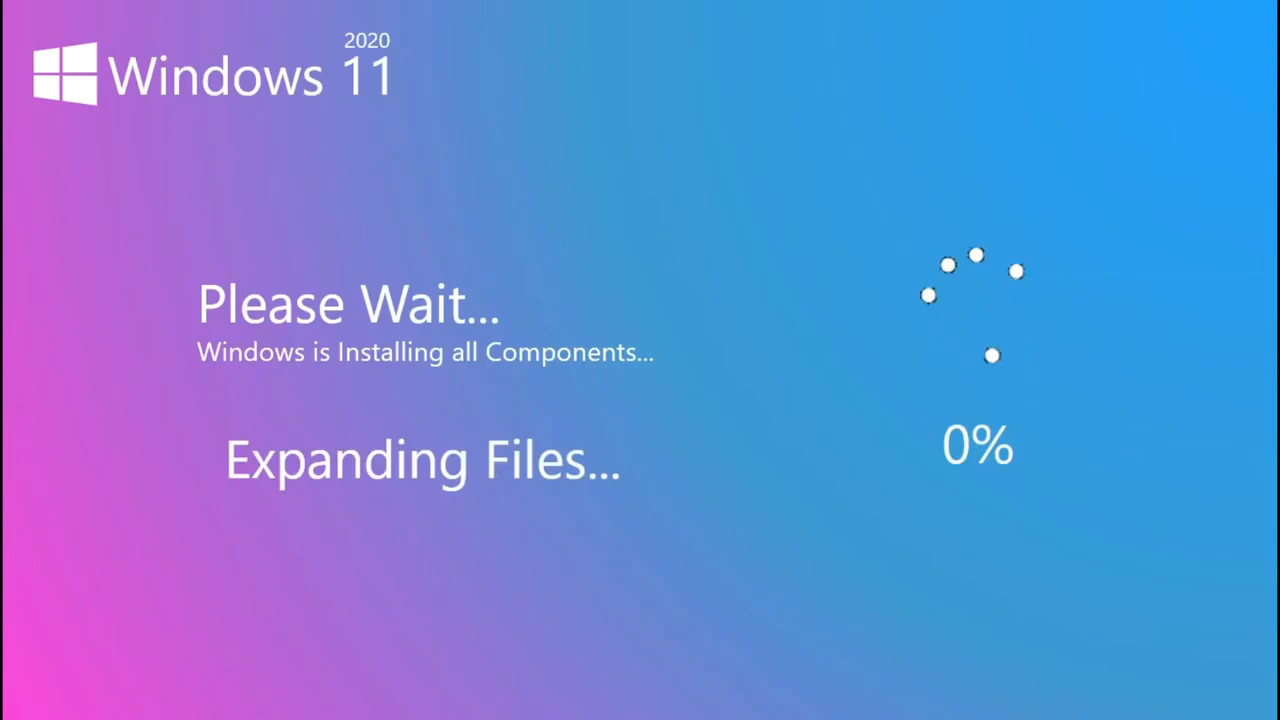 2020
Windows 11
Please Wait...
Windows is Installing all Components...
Expanding Files...
0%